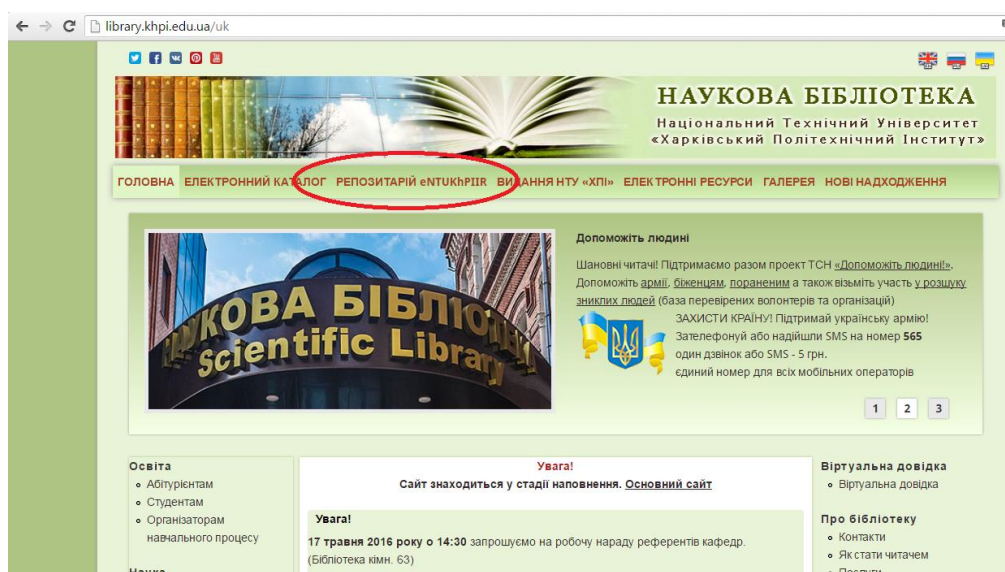 library.khpi.edu.ua/uk
НАУКОВА БІБЛІОТЕКА
Національний Технічний Університет
«Харківський Політехнічний Інститут»
ГОЛОВНА ЕЛЕКТРОННИЙ КАТАЛОГ РЕПОЗИТАРІЙ eNTUKhPIIR ВИДАННЯ НТУ «ХПІ» ЕЛЕКТРОННІ РЕСУРСИ ГАЛЕРЕЯ НОВІ НАДХОДЖЕННЯ
НАУКОВА БІБЛІОТЕКА
Scientific Library
Допоможіть людині
Шановні читачі! Підтримаємо разом проект ТСН «Допоможіть людині!».
Допоможіть армії, біженцям, пораненим а також візьміть участь у розшуку
зниклих людей (база перевірених волонтерів та організацій)
ЗАХИСТИ КРАЇНУ! Підтримай українську армію!
Зателефонуй або надійшли SMS на номер 565
один дзвінок або SMS - 5 грн.
єдиний номер для всіх мобільних операторів
1 2 3
Освіта
Абітурієнтам
Студентам
Організаторам
навчального процесу
Наука
Увага!
Сайт знаходиться у стадії наповнення. Основний сайт
Увага!
17 травня 2016 року о 14:30 запрошуємо на робочу нараду референтів кафедр.
(Бібліотека кімн. 63)
Віртуальна довідка
Віртуальна довідка
Про бібліотеку
Контакти
Як стати читачем
Послуги